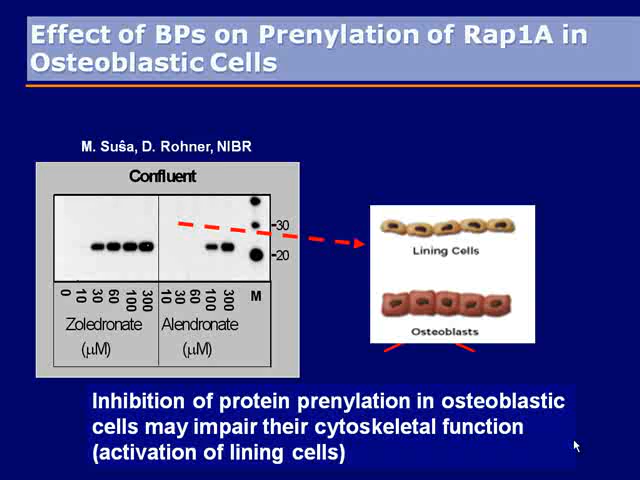 Effect of BPs on Prenylation of Rap1A in
Osteoblastic Cells
M. Suŝa, D. Rohner, NIBR
Confluent
30
20
0 10 30 60 100 300 10 30 60 100 300 M
Zoledronate Alendronate
(µM) (µM)
Lining Cells
Osteoblasts
Inhibition of protein prenylation in osteoblastic
cells may impair their cytoskeletal function
(activation of lining cells)